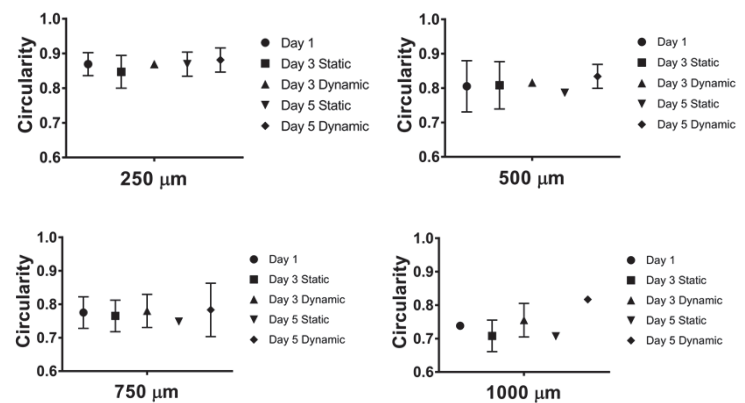 Circularity
1.0
0.9
0.8
0.7
0.6
250 μm
Day 1
Day 3 Static
Day 3 Dynamic
Day 5 Static
Day 5 Dynamic
Circularity
1.0
0.9
0.8
0.7
0.6
500 μm
Day 1
Day 3 Static
Day 3 Dynamic
Day 5 Static
Day 5 Dynamic
Circularity
1.0
0.9
0.8
0.7
0.6
750 μm
Day 1
Day 3 Static
Day 3 Dynamic
Day 5 Static
Day 5 Dynamic
Circularity
1.0
0.9
0.8
0.7
0.6
1000 μm
Day 1
Day 3 Static
Day 3 Dynamic
Day 5 Static
Day 5 Dynamic